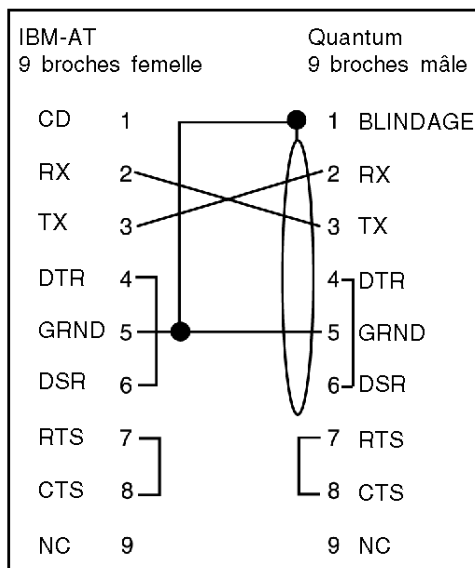 IBM-AT Quantum
9 broches femelle 9 broches mâle
CD 1 1 BLINDAGE
RX 2 2 RX
TX 3 3 TX
DTR 4 4 DTR
GRND 5 5 GRND
DSR 6 6 DSR
RTS 7 7 RTS
CTS 8 8 CTS
NC 9 9 NC